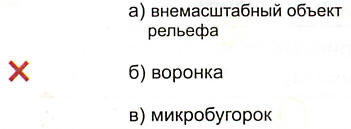 а) внемасштабный объект
рельефа
б) воронка
в) микробугорок